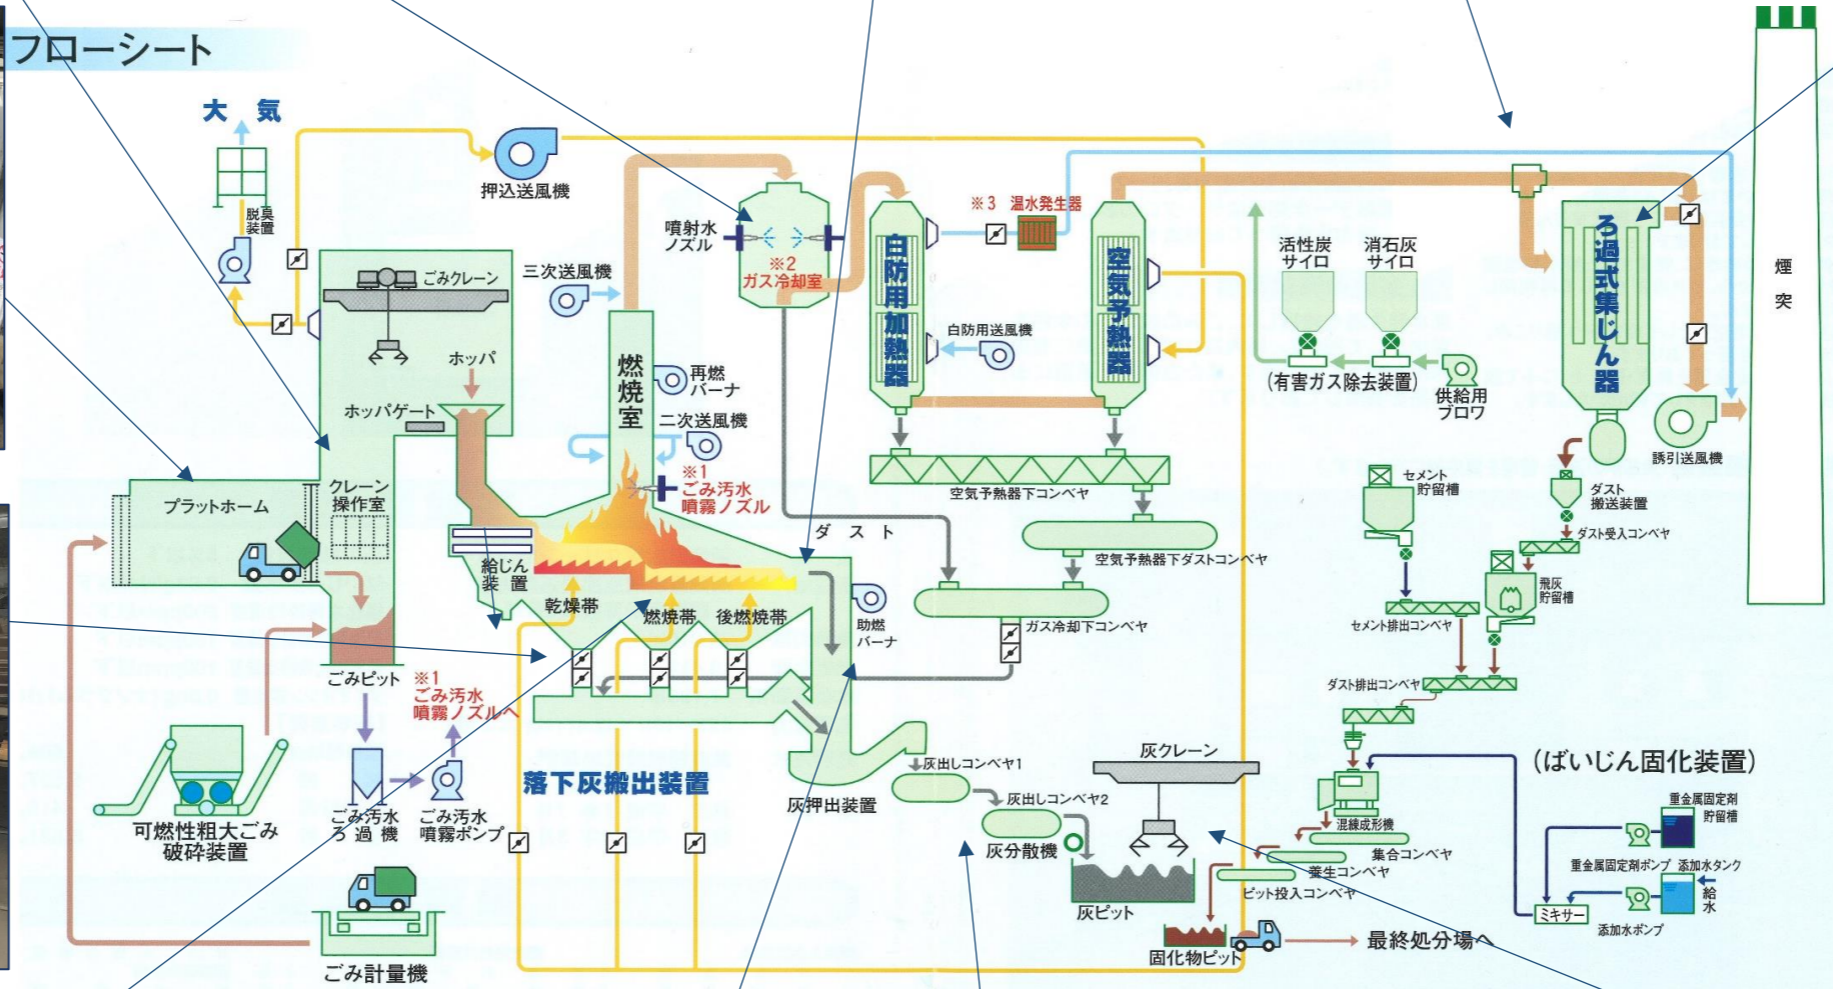 フローシート
大 気
脱臭
装置
押込送風機
ごみクレーン
ホッパ
ホッパゲート
プラットホーム
クレーン
操作室
ごみピット
可燃性粗大ごみ
破砕装置
ごみ計量機
ごみ汚水
ろ 過 機
ごみ汚水
噴霧ポンプ
※1
ごみ汚水
噴霧ノズルへ
給じん
装 置
乾燥帯
燃焼帯
後燃焼帯
燃焼室
三次送風機
再燃
バーナ
二次送風機
※1
ごみ汚水
噴霧ノズル
助燃
バーナ
落下灰搬出装置
灰押出装置
噴射水
ノズル
※2
ガス冷却室
ダ ス ト
白防用加熱器
白防用送風機
※3 温水発生器
空気予熱器
空気予熱器下コンベヤ
空気予熱器下ダストコンベヤ
ガス冷却下コンベヤ
灰出しコンベヤ1
灰出しコンベヤ2
灰分散機
灰クレーン
灰ピット
活性炭
サイロ
消石灰
サイロ
(有害ガス除去装置)
供給用
ブロワ
ろ過式集じん器
誘引送風機
煙
突
ダスト
搬送装置
ダスト受入コンベヤ
セメント
貯留槽
飛灰
貯留槽
セメント排出コンベヤ
ダスト排出コンベヤ
(ばいじん固化装置)
混練成形機
集合コンベヤ
養生コンベヤ
ピット投入コンベヤ
固化物ピット
最終処分場へ
重金属固定剤
貯留槽
重金属固定剤ポンプ
添加水タンク
給
水
ミキサー
添加水ポンプ